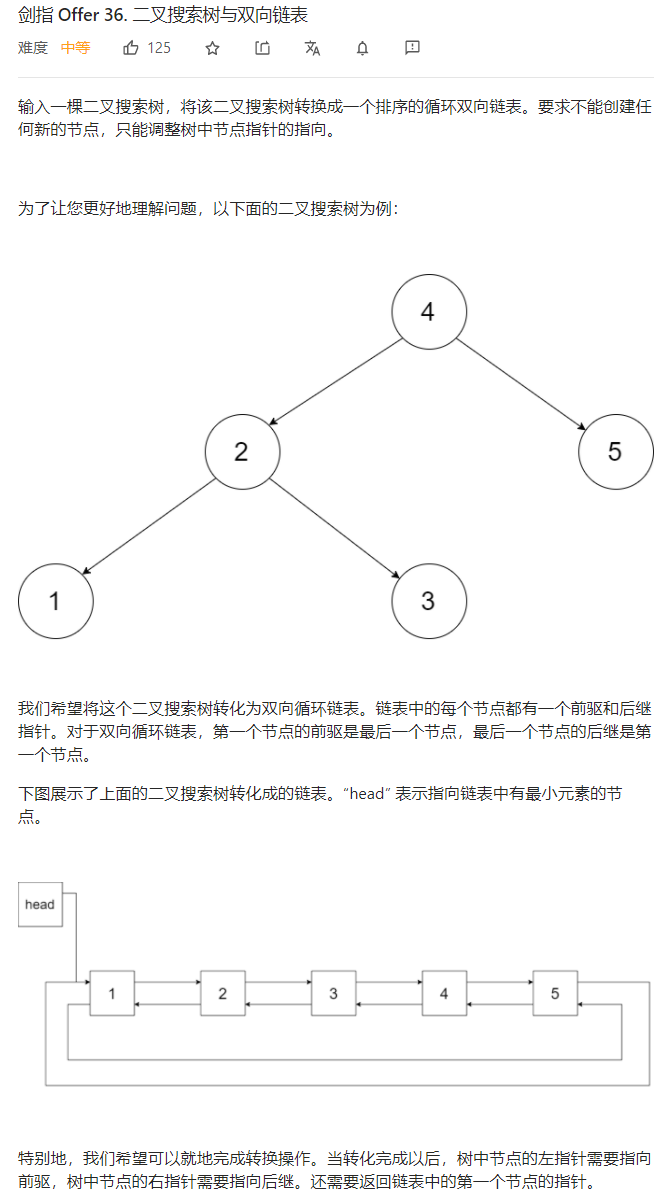 剑指 Offer 36. 二叉搜索树与双向链表
难度 中等 125
输入一棵二叉搜索树，将该二叉搜索树转换成一个排序的循环双向链表。要求不能创建任
何新的节点，只能调整树中节点指针的指向。
为了让您更好地理解问题，以下面的二叉搜索树为例：
4
2 5
1 3
我们希望将这个二叉搜索树转化为双向循环链表。链表中的每个节点都有一个前驱和后继
指针。对于双向循环链表，第一个节点的前驱是最后一个节点，最后一个节点的后继是第
一个节点。
下图展示了上面的二叉搜索树转化成的链表。“head” 表示指向链表中有最小元素的节
点。
head
1 2 3 4 5
特别地，我们希望可以就地完成转换操作。当转化完成以后，树中节点的左指针需要指向
前驱，树中节点的右指针需要指向后继。还需要返回链表中的第一个节点的指针。